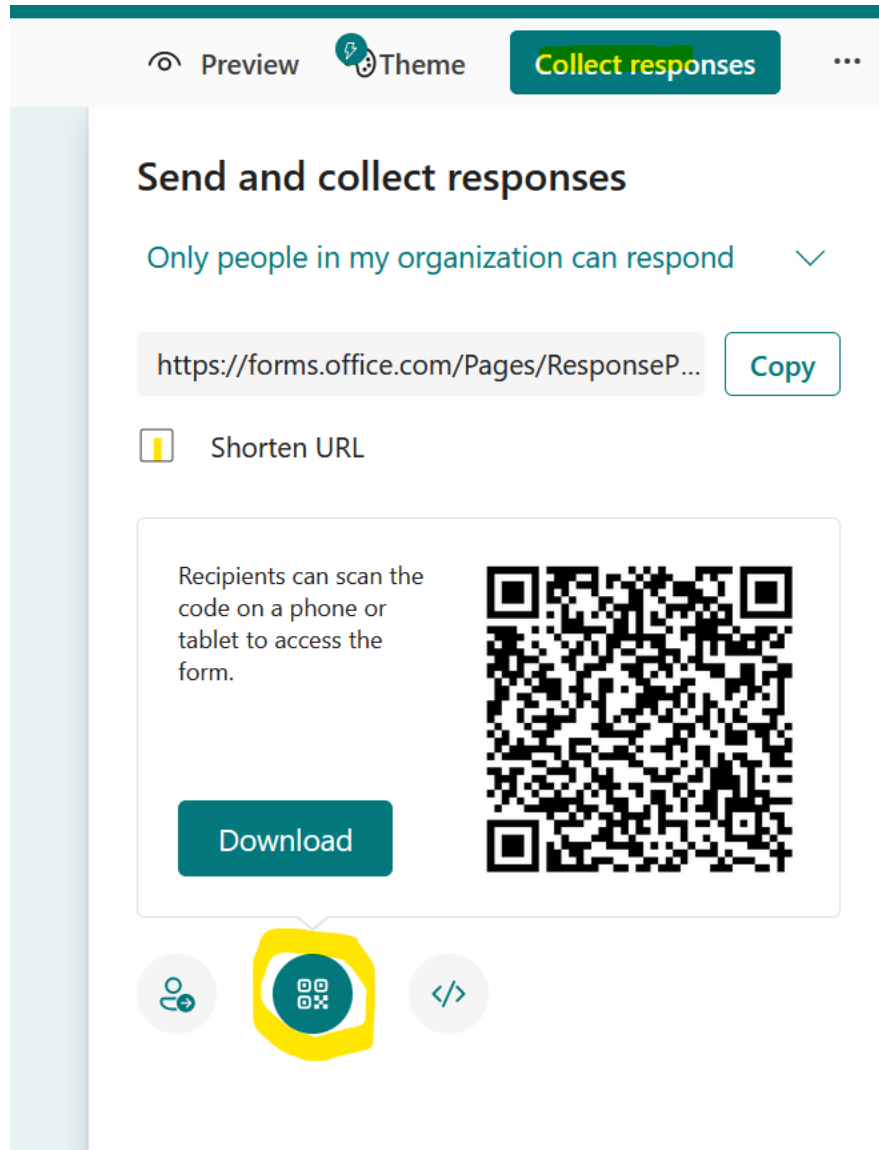 Preview Theme Collect responses ...
Send and collect responses
Only people in my organization can respond
https://forms.office.com/Pages/ResponseP... Copy
Shorten URL
Recipients can scan the
code on a phone or
tablet to access the
form.
Download
</>